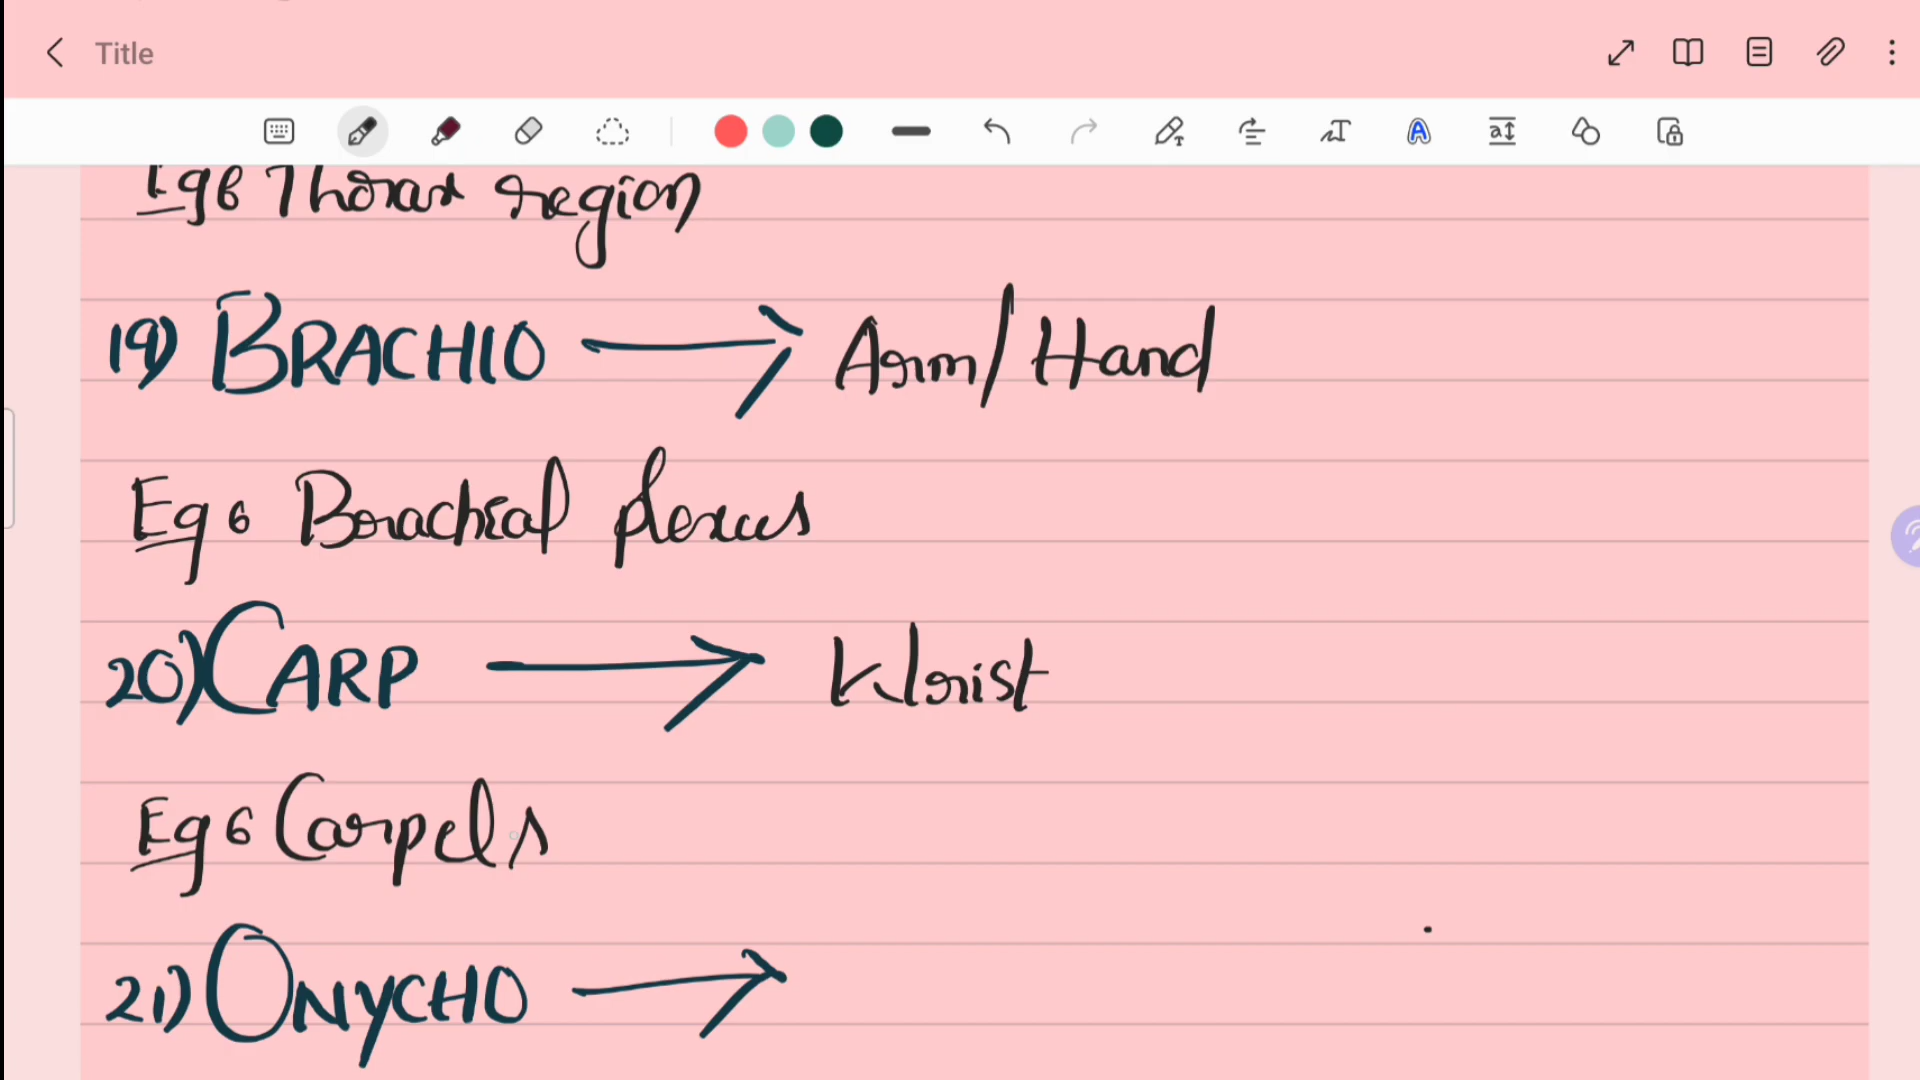 Title
Eg: Thorax region
19) BRACHIO → Arm/Hand
Eg: Brachial plexus
20) CARP → Wrist
Eg: Carpels
21) ONYCHO →